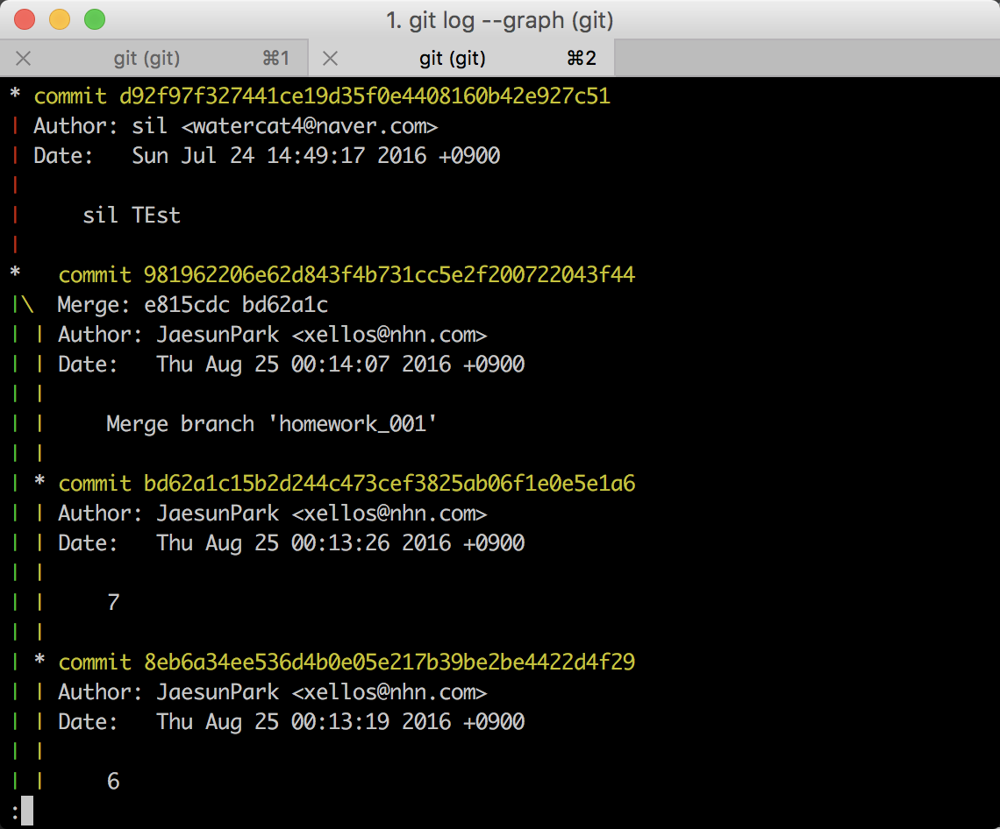 1. git log --graph (git)
git (git) ⌘1 git (git) ⌘2
* commit d92f97f327441ce19d35f0e4408160b42e927c51
| Author: sil <watercat4@naver.com>
| Date:   Sun Jul 24 14:49:17 2016 +0900
|
|     sil TEst
|
*   commit 981962206e62d843f4b731cc5e2f200722043f44
|\  Merge: e815cdc bd62a1c
| | Author: JaesunPark <xellos@nhn.com>
| | Date:   Thu Aug 25 00:14:07 2016 +0900
| |
| |     Merge branch 'homework_001'
| |
| * commit bd62a1c15b2d244c473cef3825ab06f1e0e5e1a6
| | Author: JaesunPark <xellos@nhn.com>
| | Date:   Thu Aug 25 00:13:26 2016 +0900
| |
| |     7
| |
| * commit 8eb6a34ee536d4b0e05e217b39be2be4422d4f29
| | Author: JaesunPark <xellos@nhn.com>
| | Date:   Thu Aug 25 00:13:19 2016 +0900
| |
| |     6
: